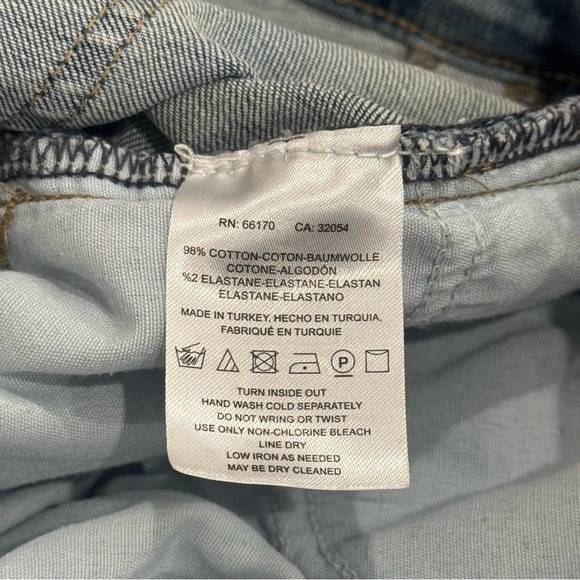 RN: 66170 CA: 32054
98% COTTON-COTON-BAUMWOLLE
COTONE-ALGODÓN
%2 ELASTANE-ELASTANE-ELASTAN
ELASTANE-ELASTANO
MADE IN TURKEY, HECHO EN TURQUIA,
FABRIQUÉ EN TURQUIE
P
TURN INSIDE OUT
HAND WASH COLD SEPARATELY
DO NOT WRING OR TWIST
USE ONLY NON-CHLORINE BLEACH
LINE DRY
LOW IRON AS NEEDED
MAY BE DRY CLEANED